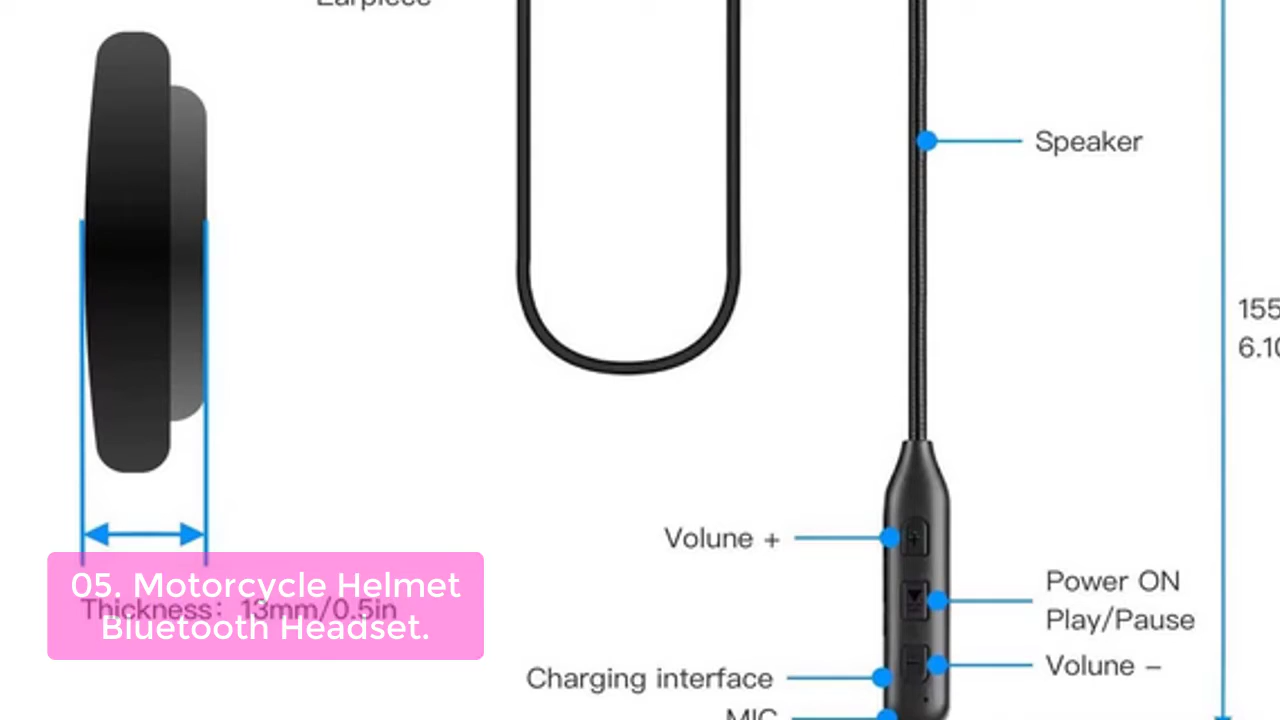 Earpiece
Speaker
155
6.10
Volune +
Power ON
Play/Pause
Volune −
Charging interface
MIC
Thickness: 13mm/0.5in
05. Motorcycle Helmet
Bluetooth Headset.